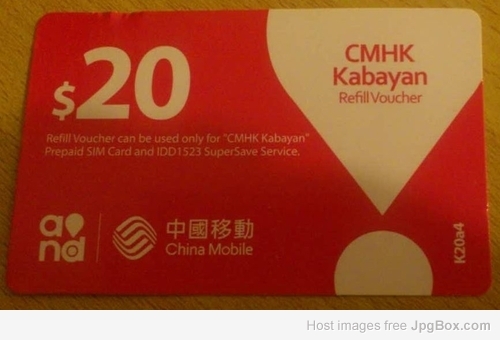 $20
CMHK
Kabayan
Refill Voucher
Refill Voucher can be used only for "CMHK Kabayan"
Prepaid SIM Card and IDD1523 SuperSave Service.
and
中國移動
China Mobile
K20a4
Host images free JpgBox.com